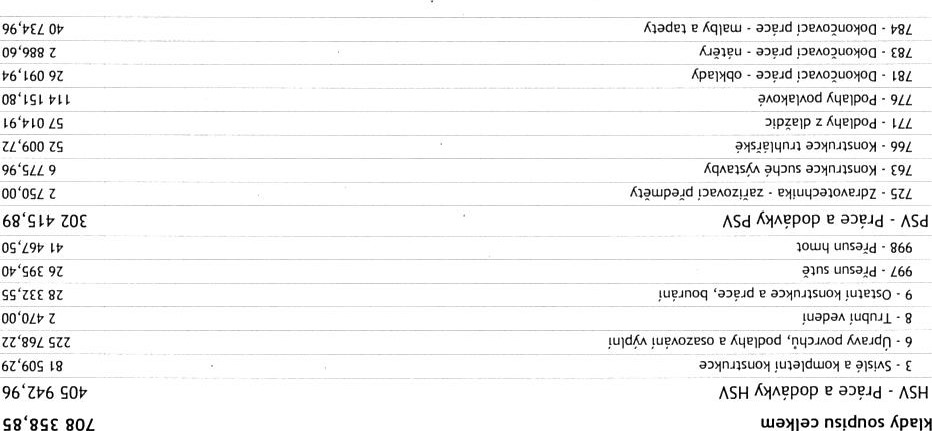 klady soupisu celkem 708 358,85
HSV - Práce a dodávky HSV 405 942,96
3 - Svislé a kompletní konstrukce 81 509,29
6 - Úpravy povrchů, podlahy a osazování výplní 225 768,22
8 - Trubní vedení 2 470,00
9 - Ostatní konstrukce a práce, bourání 28 332,55
997 - Přesun sutě 26 395,40
998 - Přesun hmot 41 467,50
PSV - Práce a dodávky PSV 302 415,89
725 - Zdravotechnika - zařizovací předměty 2 750,00
763 - Konstrukce suché výstavby 6 775,96
766 - Konstrukce truhlářské 52 009,72
771 - Podlahy z dlaždic 57 014,91
776 - Podlahy povlakové 114 151,80
781 - Dokončovací práce - obklady 26 091,94
783 - Dokončovací práce - nátěry 2 886,60
784 - Dokončovací práce - malby a tapety 40 734,96